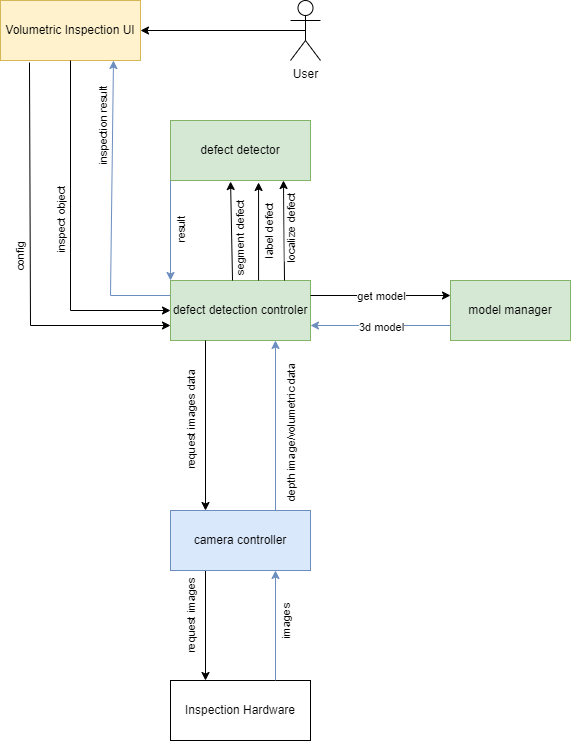 Volumetric Inspection UI
User
inspection result
defect detector
config
inspect object
result
segment defect
label defect
localize defect
defect detection controler
get model
3d model
model manager
request images data
depth image/volumetric data
camera controller
request images
images
Inspection Hardware